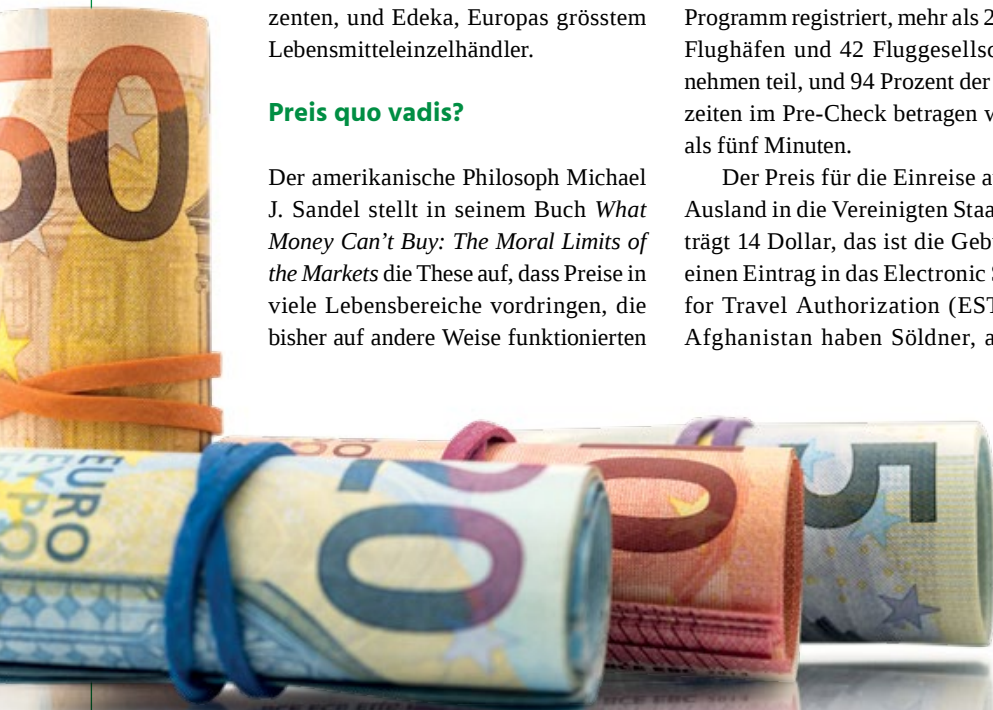 zenten, und Edeka, Europas grösstem
Lebensmitteleinzelhändler.
Preis quo vadis?
Der amerikanische Philosoph Michael
J. Sandel stellt in seinem Buch What
Money Can't Buy: The Moral Limits of
the Markets die These auf, dass Preise in
viele Lebensbereiche vordringen, die
bisher auf andere Weise funktionierten
Programm registriert, mehr als 2
Flughäfen und 42 Fluggesellsc
nehmen teil, und 94 Prozent der
zeiten im Pre-Check betragen w
als fünf Minuten.
Der Preis für die Einreise a
Ausland in die Vereinigten Staa
trägt 14 Dollar, das ist die Geb
einen Eintrag in das Electronic S
for Travel Authorization (EST
Afghanistan haben Söldner, a
50
EURO
20
10
5